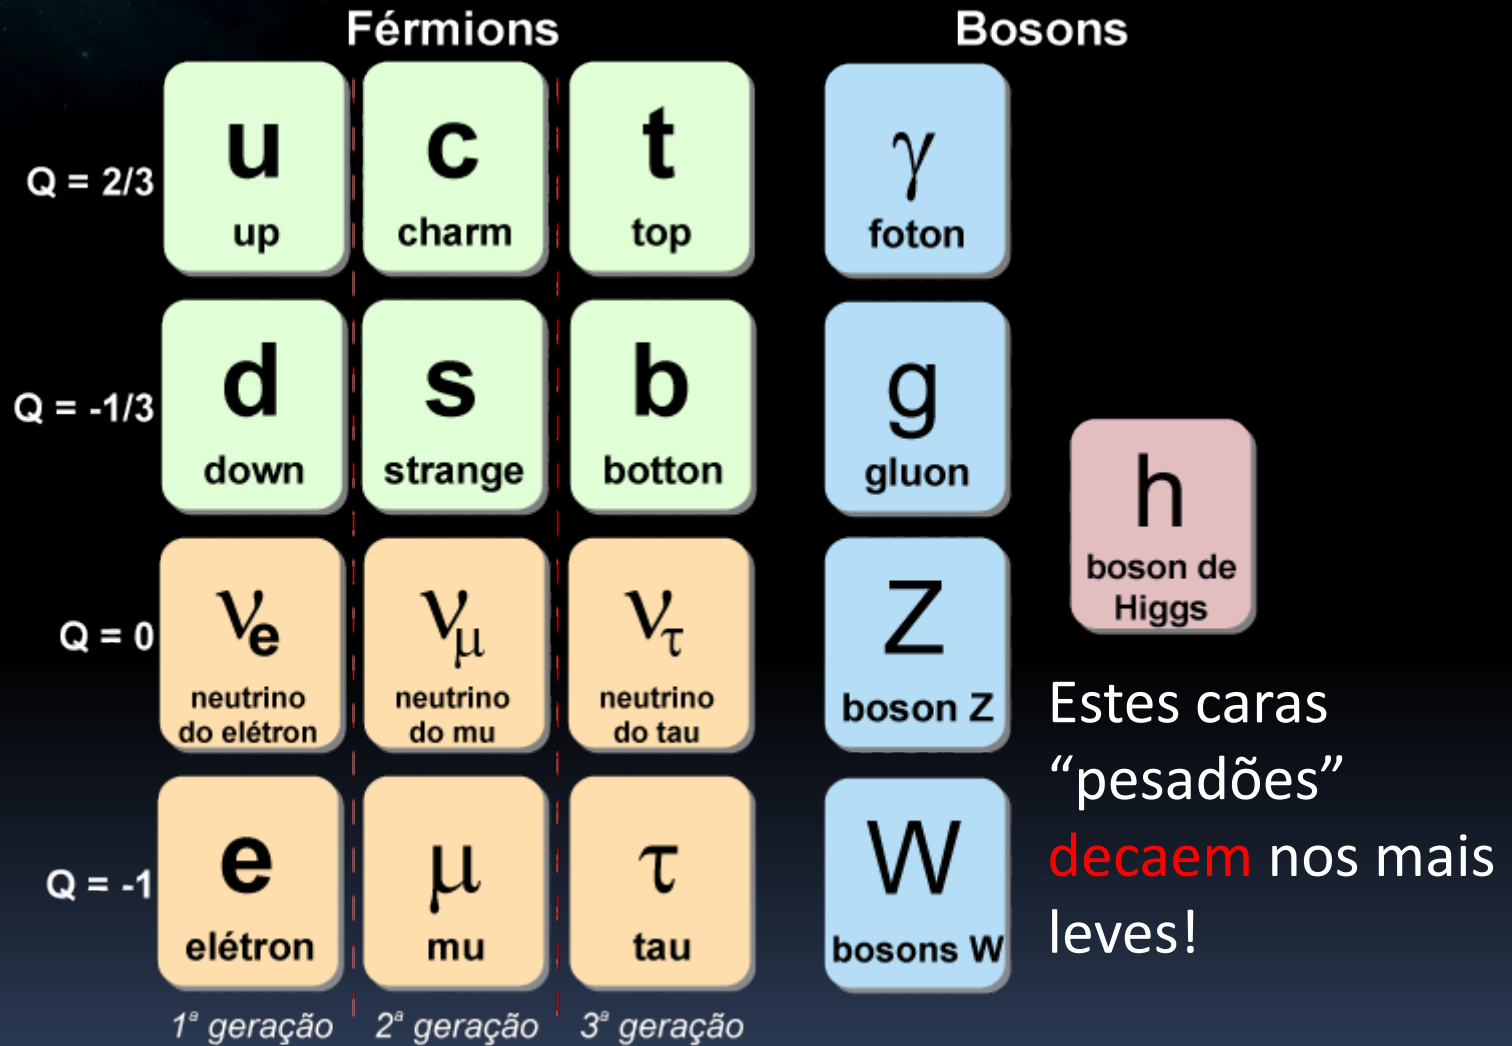 Férmions
Bosons
Q = 2/3
u
up
c
charm
t
top
γ
foton
Q = -1/3
d
down
s
strange
b
botton
g
gluon
h
boson de
Higgs
Q = 0
νe
neutrino
do elétron
νμ
neutrino
do mu
ντ
neutrino
do tau
Z
boson Z
Q = -1
e
elétron
μ
mu
τ
tau
W
bosons W
Estes caras
“pesadões”
decaem nos mais
leves!
1ª geração
2ª geração
3ª geração